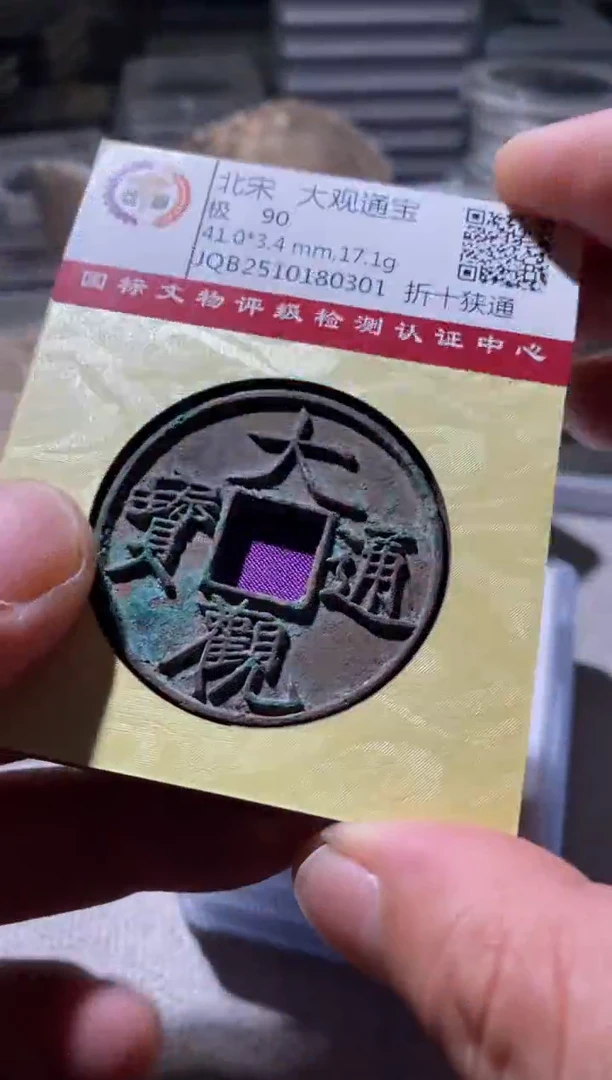 北宋 大观通宝
极 90
41.0*3.4 mm,17.1g
JQB2510180301 折十狭通
国标文物评级检测认证中心
大
寶 通
觀